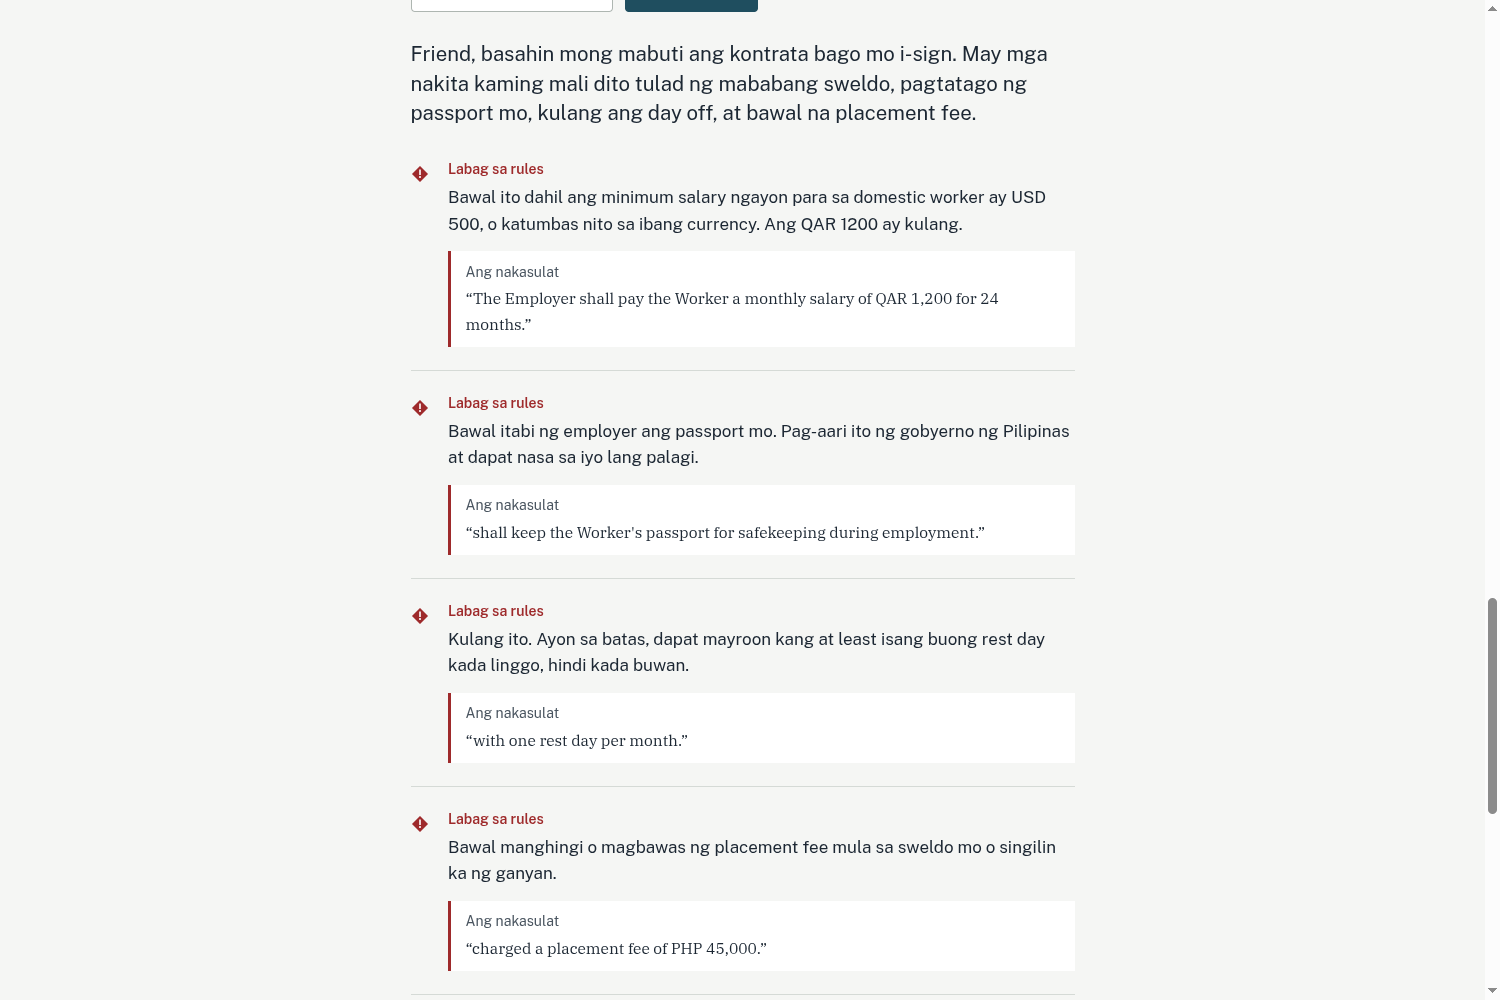 Friend, basahin mong mabuti ang kontrata bago mo i-sign. May mga
nakita kaming mali dito tulad ng mababang sweldo, pagtatago ng
passport mo, kulang ang day off, at bawal na placement fee.
Labag sa rules
Bawal ito dahil ang minimum salary ngayon para sa domestic worker ay USD
500, o katumbas nito sa ibang currency. Ang QAR 1200 ay kulang.
Ang nakasulat
“The Employer shall pay the Worker a monthly salary of QAR 1,200 for 24
months.”
Labag sa rules
Bawal itabi ng employer ang passport mo. Pag-aari ito ng gobyerno ng Pilipinas
at dapat nasa sa iyo lang palagi.
Ang nakasulat
“shall keep the Worker's passport for safekeeping during employment.”
Labag sa rules
Kulang ito. Ayon sa batas, dapat mayroon kang at least isang buong rest day
kada linggo, hindi kada buwan.
Ang nakasulat
“with one rest day per month.”
Labag sa rules
Bawal manghingi o magbawas ng placement fee mula sa sweldo mo o singilin
ka ng ganyan.
Ang nakasulat
“charged a placement fee of PHP 45,000.”